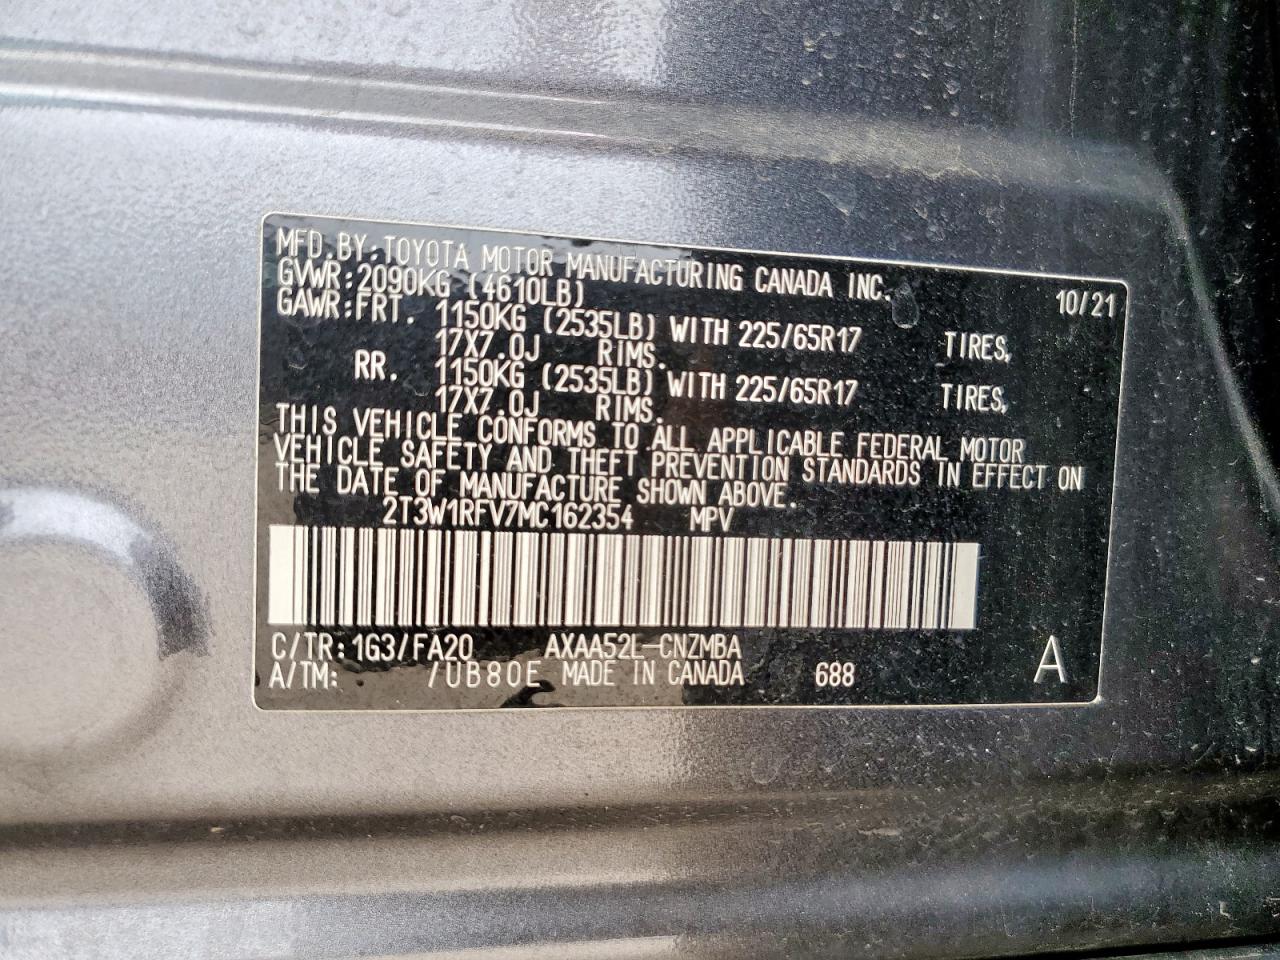 MFD.BY:TOYOTA MOTOR MANUFACTURING CANADA INC. 10/21
GVWR:2090KG (4610LB)
GAWR:FRT. 1150KG (2535LB) WITH 225/65R17 TIRES,
17X7.0J RIMS.
RR. 1150KG (2535LB) WITH 225/65R17 TIRES,
17X7.0J RIMS.
THIS VEHICLE CONFORMS TO ALL APPLICABLE FEDERAL MOTOR
VEHICLE SAFETY AND THEFT PREVENTION STANDARDS IN EFFECT ON
THE DATE OF MANUFACTURE SHOWN ABOVE.
2T3W1RFV7MC162354 MPV
C/TR:1G3/FA20 AXAA52L-CNZMBA
A/TM: /UB80E MADE IN CANADA 688 A